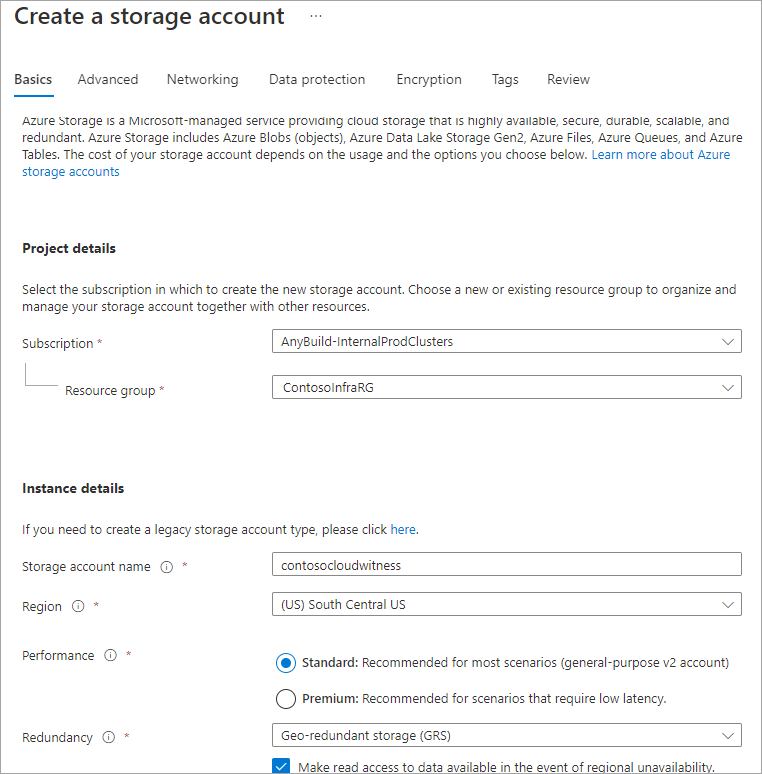 Create a storage account ...
Basics Advanced Networking Data protection Encryption Tags Review
Azure Storage is a Microsoft-managed service providing cloud storage that is highly available, secure, durable, scalable, and
redundant. Azure Storage includes Azure Blobs (objects), Azure Data Lake Storage Gen2, Azure Files, Azure Queues, and Azure
Tables. The cost of your storage account depends on the usage and the options you choose below. Learn more about Azure
storage accounts
Project details
Select the subscription in which to create the new storage account. Choose a new or existing resource group to organize and
manage your storage account together with other resources.
Subscription * AnyBuild-InternalProdClusters
Resource group * ContosoInfraRG
Instance details
If you need to create a legacy storage account type, please click here.
Storage account name * contosocloudwitness
Region * (US) South Central US
Performance * Standard: Recommended for most scenarios (general-purpose v2 account)
Premium: Recommended for scenarios that require low latency.
Redundancy * Geo-redundant storage (GRS)
Make read access to data available in the event of regional unavailability.